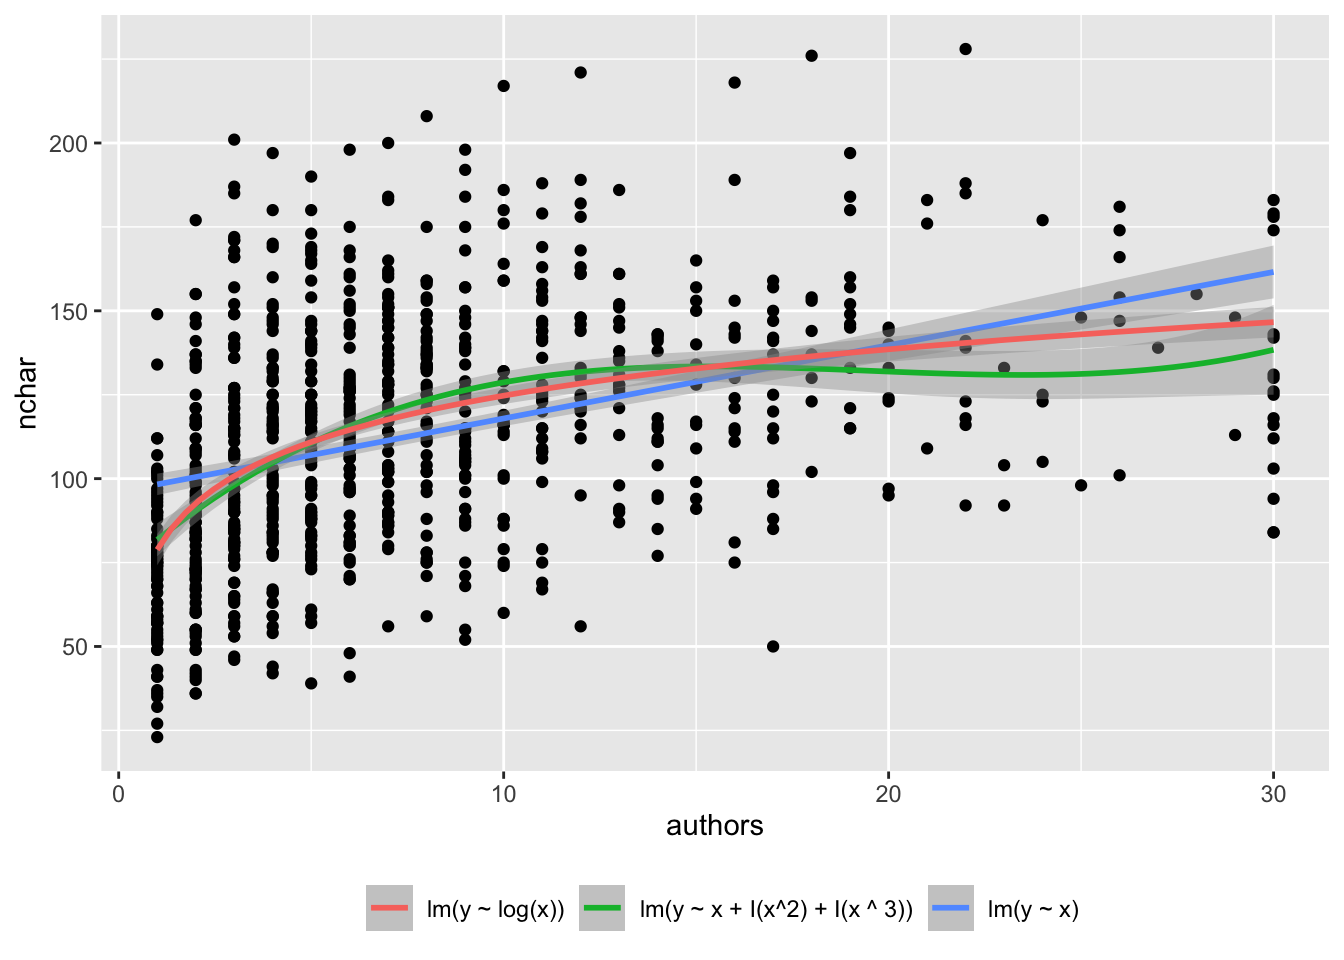 nchar
200
150
100
50
0
10
20
30
authors
lm(y ~ log(x))
lm(y ~ x + I(x^2) + I(x ^ 3))
lm(y ~ x)